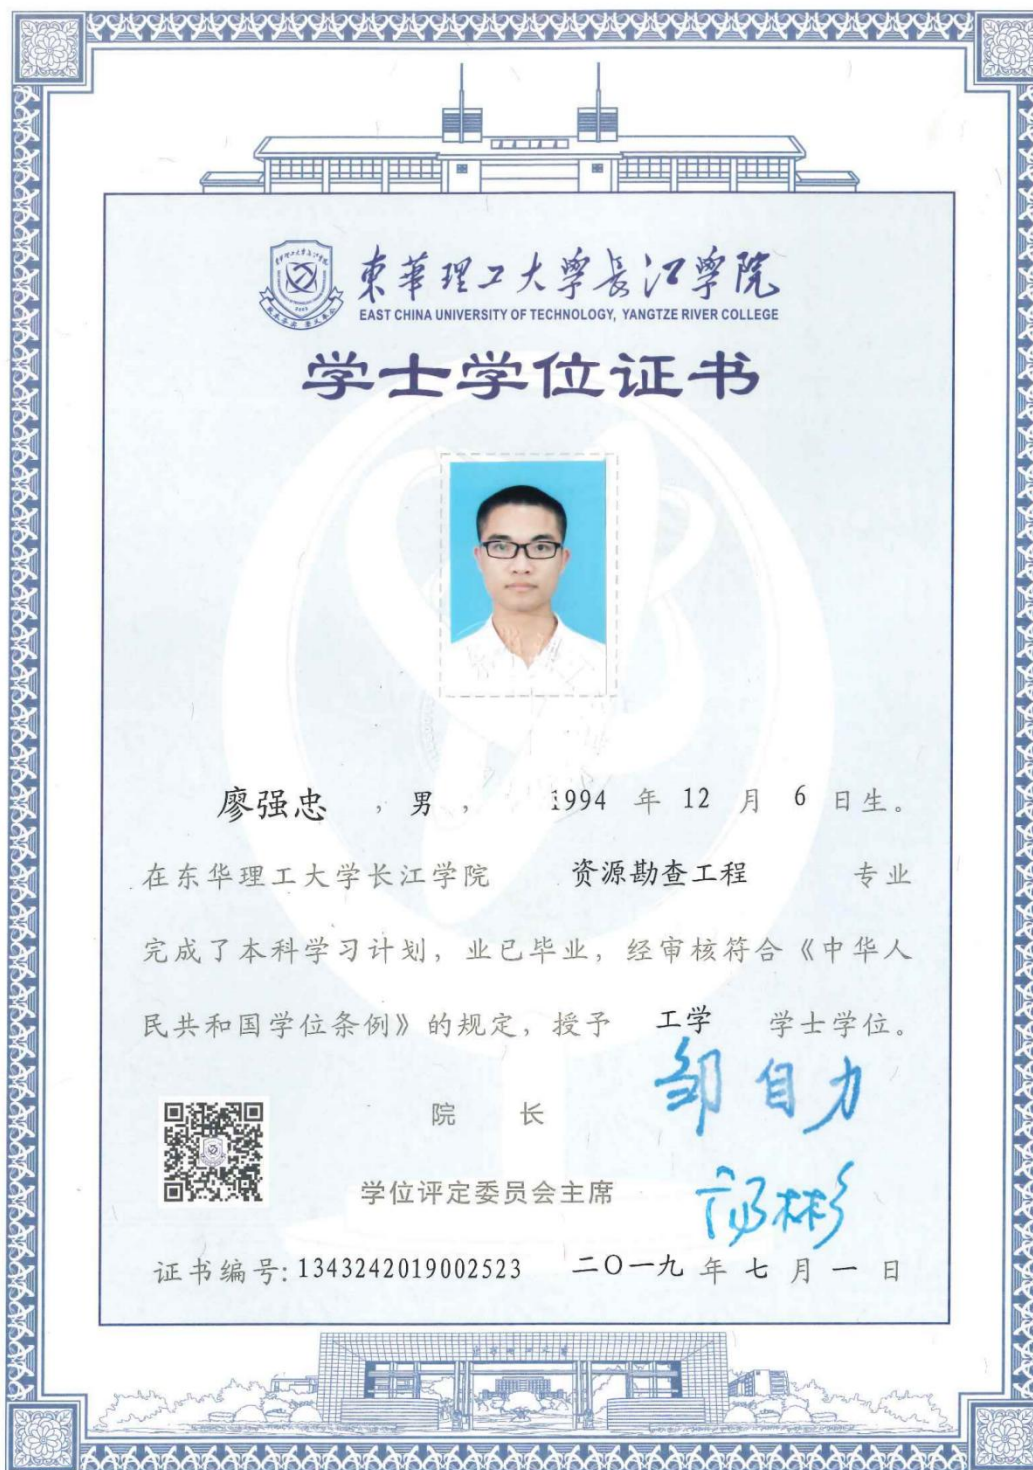 東華理工大學長江學院
EAST CHINA UNIVERSITY OF TECHNOLOGY, YANGTZE RIVER COLLEGE
学士学位证书
廖强忠 , 男 , 1994 年 12 月 6 日生。
在东华理工大学长江学院 资源勘查工程 专业
完成了本科学习计划，业已毕业，经审核符合《中华人
民共和国学位条例》的规定，授予 工学 学士学位。
院 长 邹自力
学位评定委员会主席
证书编号: 1343242019002523 二〇一九 年 七 月 一 日